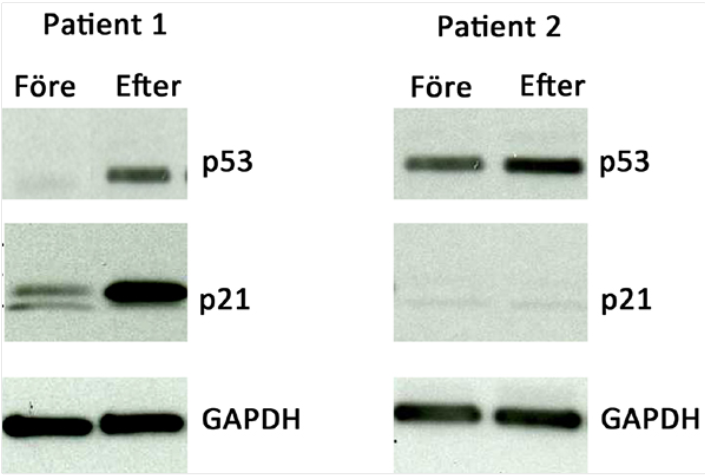 Patient 1
Före Efter
p53
p21
GAPDH
Patient 2
Före Efter
p53
p21
GAPDH